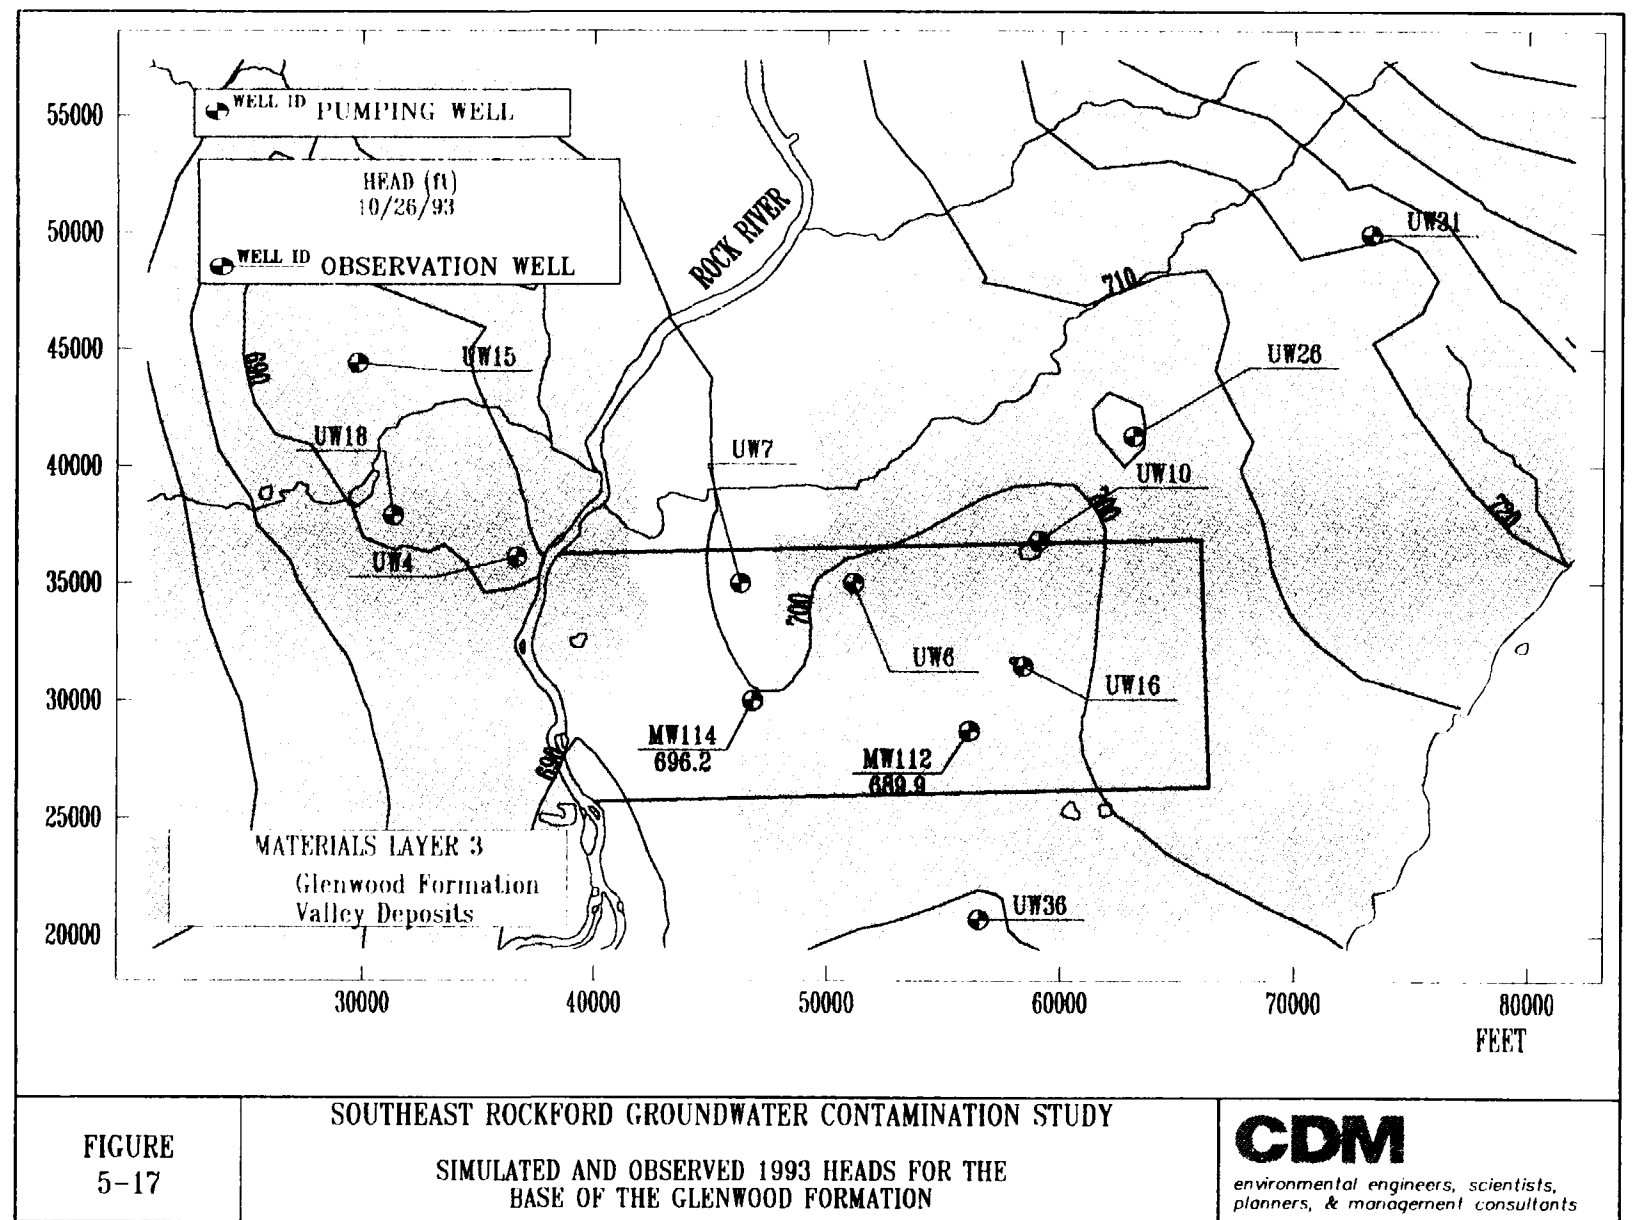 55000
50000
45000
40000
35000
30000
25000
20000
WELL ID PUMPING WELL
HEAD (ft)
10/26/93
WELL ID OBSERVATION WELL
ROCK RIVER
UW31
710
UW15
UW26
690
UW18
UW7
UW10
700
720
UW4
700
UW6
UW16
MW114
696.2
MW112
689.9
690
MATERIALS LAYER 3
Glenwood Formation
Valley Deposits
UW36
30000
40000
50000
60000
70000
80000
FEET
FIGURE
5-17
SOUTHEAST ROCKFORD GROUNDWATER CONTAMINATION STUDY
SIMULATED AND OBSERVED 1993 HEADS FOR THE
BASE OF THE GLENWOOD FORMATION
CDM
environmental engineers, scientists,
planners, & management consultants